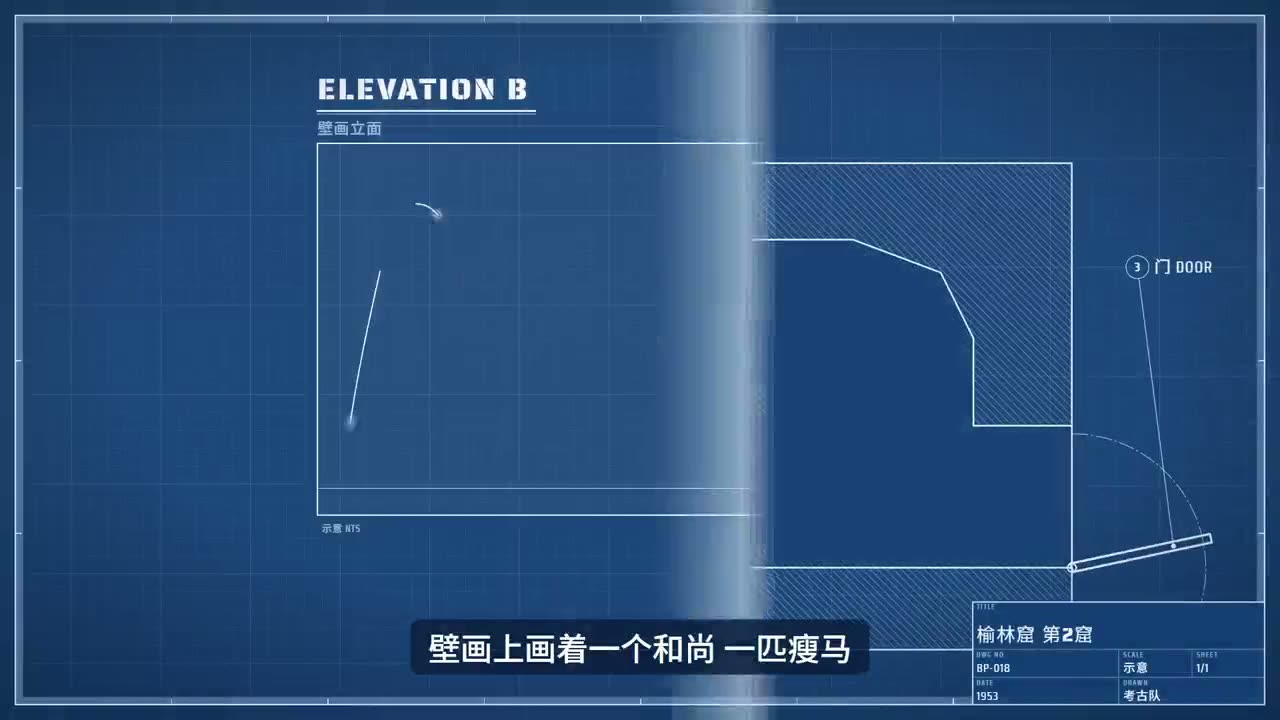 ELEVATION B
壁画立面
3 门 DOOR
示意 NTS
TITLE
榆林窟 第2窟
DWG NO
BP-018
SCALE
示意
SHEET
1/1
DATE
1953
DRAWN
考古队
壁画上画着一个和尚 一匹瘦马